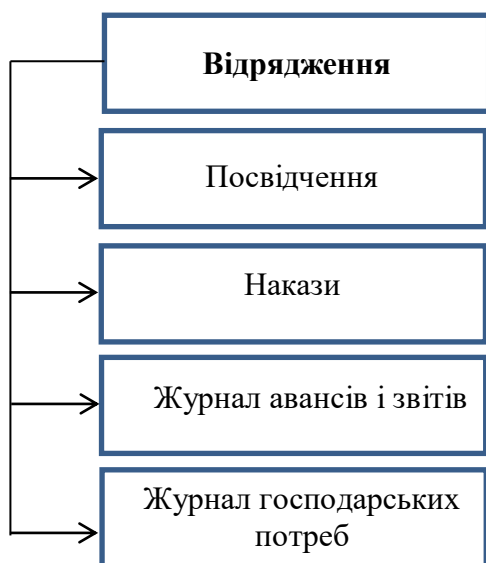 Відрядження
Посвідчення
Накази
Журнал авансів і звітів
Журнал господарських
потреб